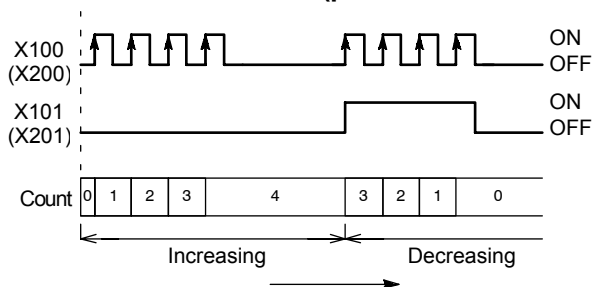 X100
(X200)
ON
OFF
X101
(X201)
ON
OFF
Count 0 1 2 3 4 3 2 1 0
Increasing Decreasing